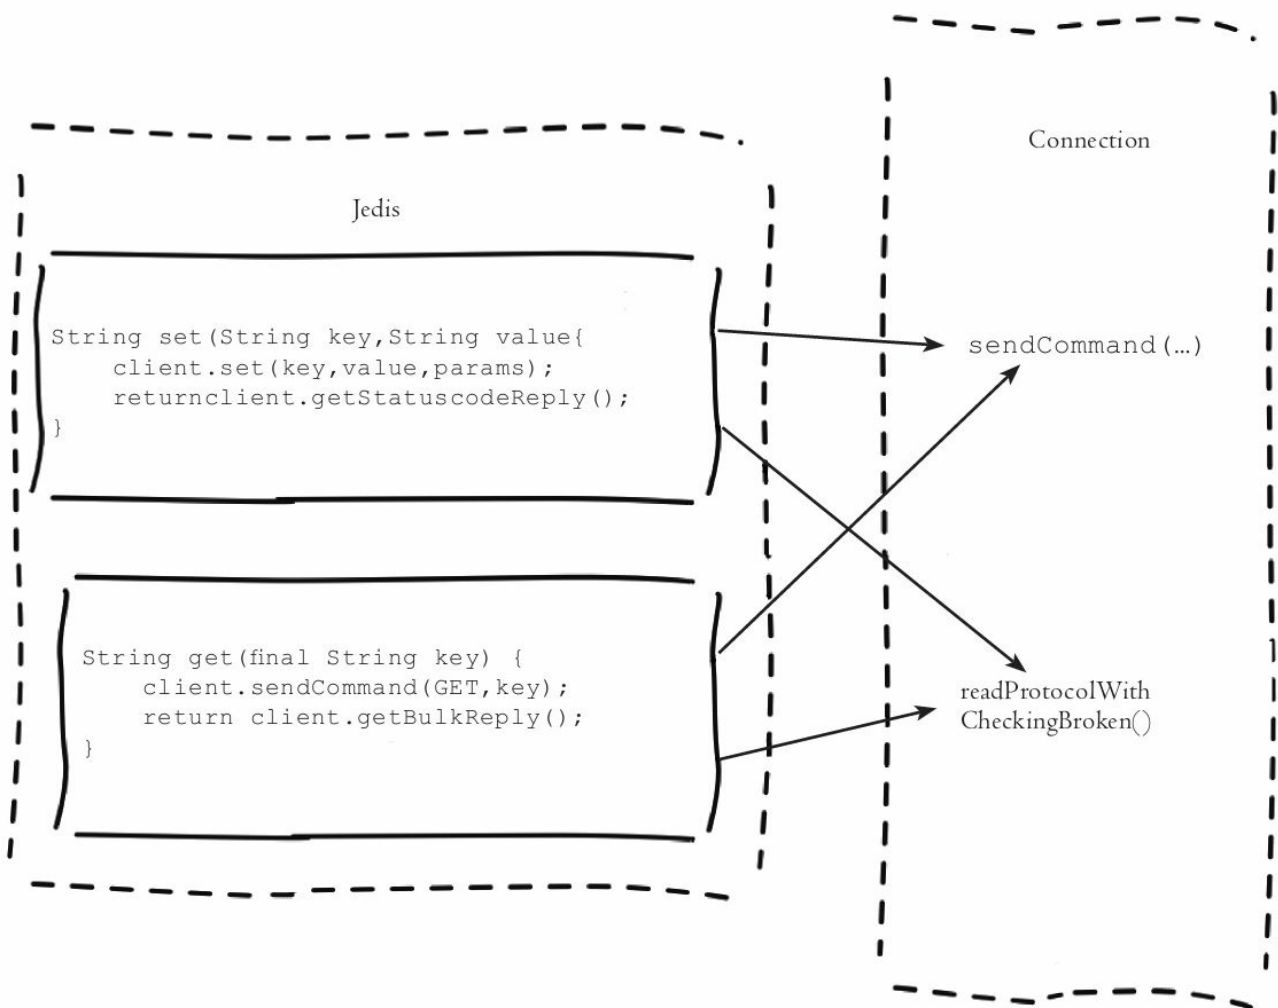 Jedis
String set(String key,String value{
client.set(key,value,params);
returnclient.getStatuscodeReply();
}
String get(final String key) {
client.sendCommand(GET,key);
return client.getBulkReply();
}
Connection
sendCommand(…)
readProtocolWith
CheckingBroken()